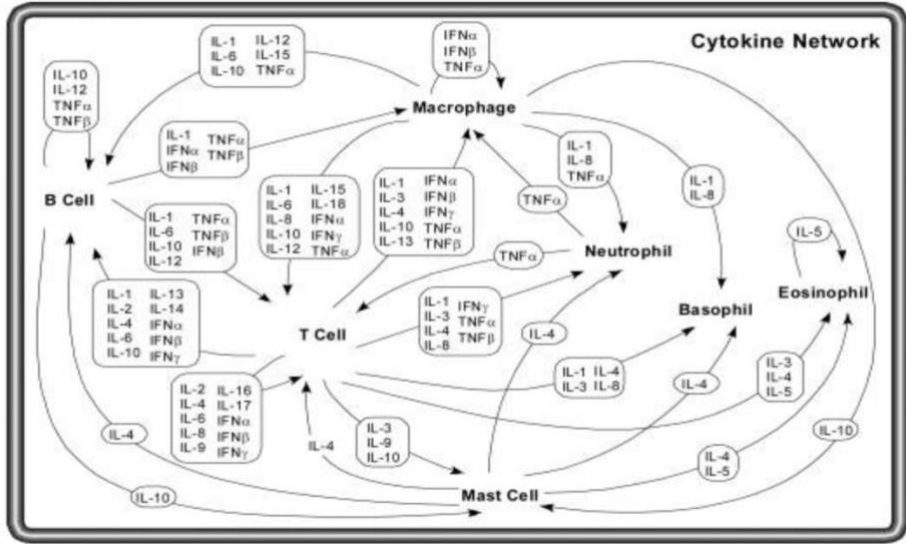 Cytokine Network
IFNα
IFNβ
TNFα
Macrophage
IL-1 IL-12
IL-6 IL-15
IL-10 TNFα
IL-10
IL-12
TNFα
TNFβ
B Cell
IL-1 TNFα
IFNα TNFβ
IFNβ
IL-1
IL-8
TNFα
IL-1
IL-8
IL-1 TNFα
IL-6 TNFβ
IL-10 IFNβ
IL-12
IL-1 IL-15
IL-6 IL-18
IL-8 IFNα
IL-10 IFNγ
IL-12 TNFα
IL-1 IFNα
IL-3 IFNβ
IL-4 IFNγ
IL-10 TNFα
IL-13 TNFβ
TNFα
TNFα
Neutrophil
IL-5
Eosinophil
Basophil
IL-1 IL-13
IL-2 IL-14
IL-4 IFNα
IL-6 IFNβ
IL-10 IFNγ
T Cell
IL-1 IFNγ
IL-3 TNFα
IL-4 TNFβ
IL-8
IL-4
IL-1 IL-4
IL-3 IL-8
IL-4
IL-3
IL-4
IL-5
IL-2 IL-16
IL-4 IL-17
IL-6 IFNα
IL-8 IFNβ
IL-9 IFNγ
IL-4
IL-4
IL-3
IL-9
IL-10
IL-4
IL-5
IL-10
IL-10
Mast Cell